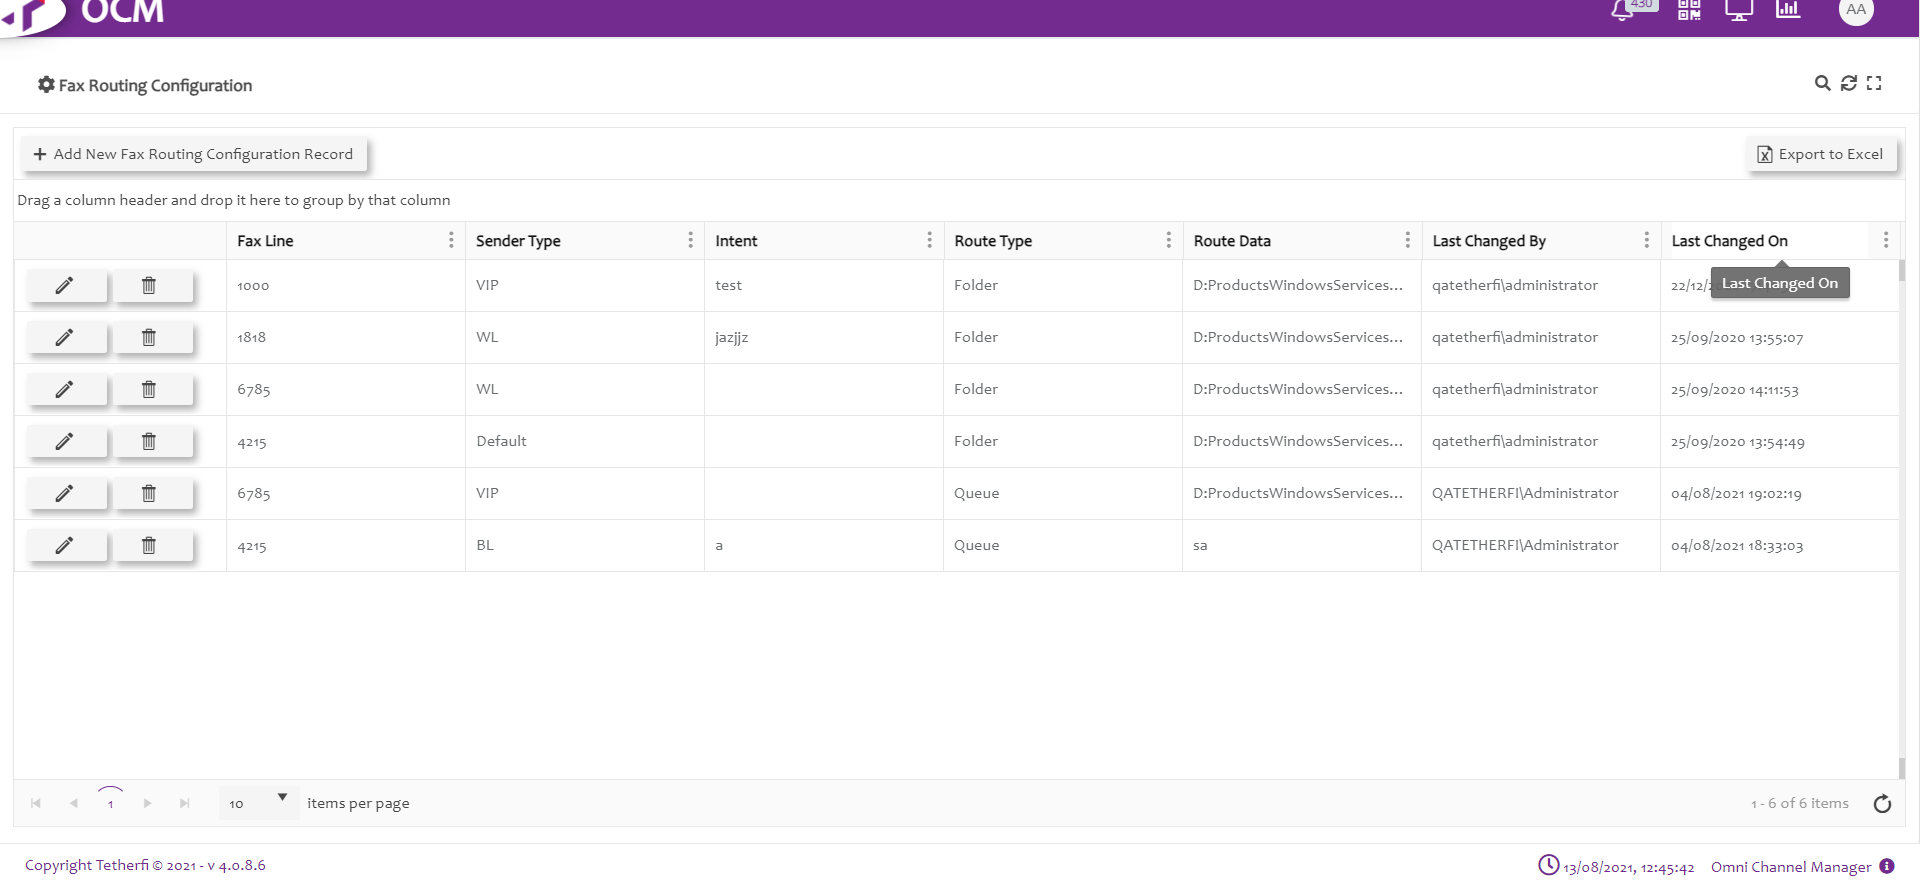 OCM
430
AA
Fax Routing Configuration
+ Add New Fax Routing Configuration Record
Export to Excel
Drag a column header and drop it here to group by that column
Fax Line Sender Type Intent Route Type Route Data Last Changed By Last Changed On
1000 VIP test Folder D:ProductsWindowsServices... qatetherfi\administrator 22/12/2
Last Changed On
1818 WL jazjjz Folder D:ProductsWindowsServices... qatetherfi\administrator 25/09/2020 13:55:07
6785 WL Folder D:ProductsWindowsServices... qatetherfi\administrator 25/09/2020 14:11:53
4215 Default Folder D:ProductsWindowsServices... qatetherfi\administrator 25/09/2020 13:54:49
6785 VIP Queue D:ProductsWindowsServices... QATETHERFI\Administrator 04/08/2021 19:02:19
4215 BL a Queue sa QATETHERFI\Administrator 04/08/2021 18:33:03
1 10 items per page 1 - 6 of 6 items
Copyright Tetherfi © 2021 - v 4.0.8.6 13/08/2021, 12:45:42 Omni Channel Manager